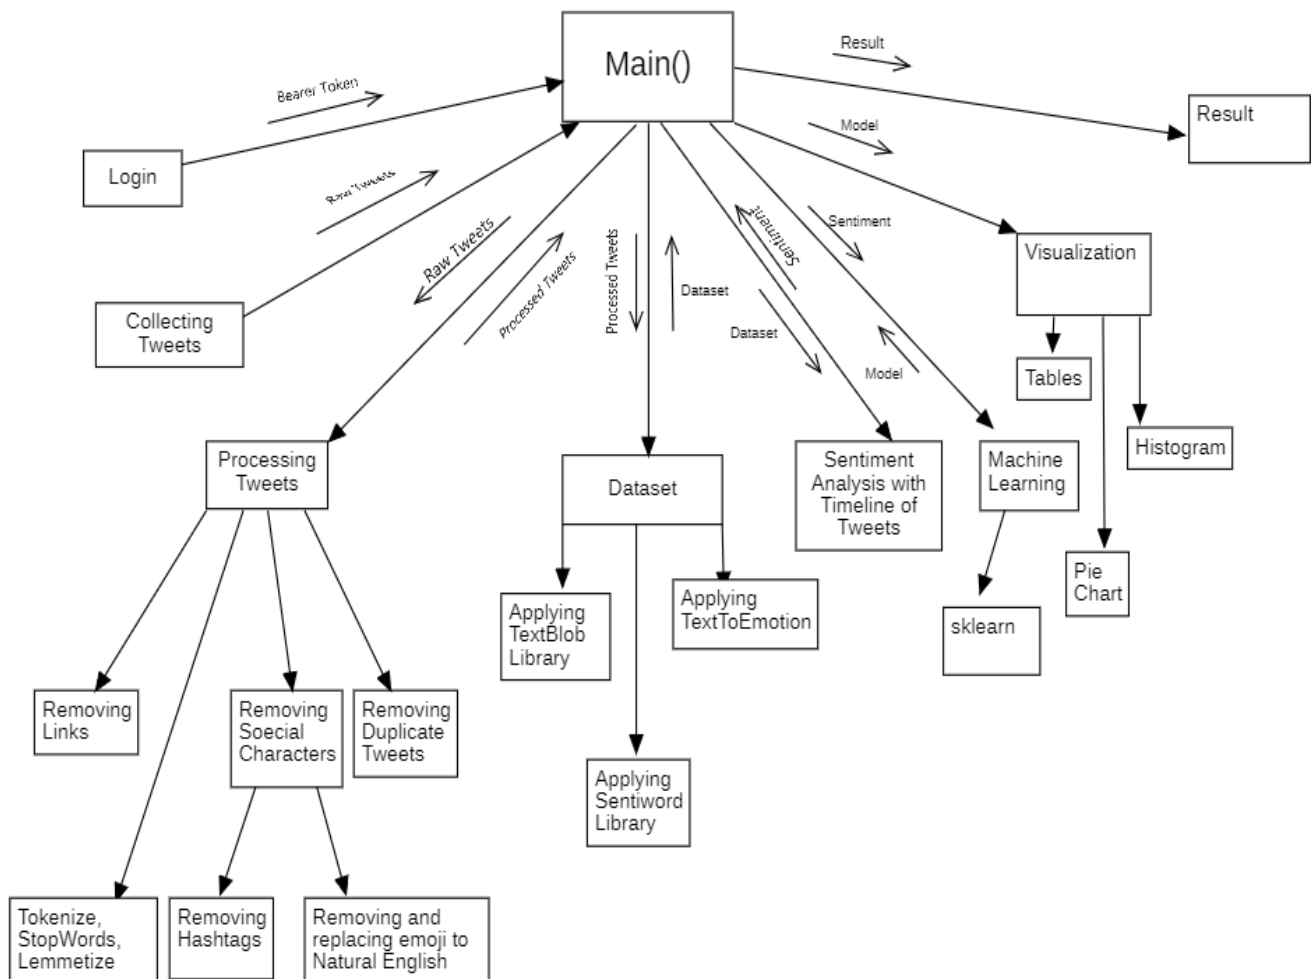 Main()
Result
Bearer Token
Result
Model
Login
Raw Tweets
Raw Tweets
Processed Tweets
Processed Tweets
Dataset
Sentiment
Dataset
Sentiment
Model
Visualization
Collecting
Tweets
Tables
Histogram
Processing
Tweets
Dataset
Sentiment
Analysis with
Timeline of
Tweets
Machine
Learning
Pie
Chart
Applying
TextBlob
Library
Applying
TextToEmotion
sklearn
Removing
Links
Removing
Soecial
Characters
Removing
Duplicate
Tweets
Applying
Sentiword
Library
Tokenize,
StopWords,
Lemmetize
Removing
Hashtags
Removing and
replacing emoji to
Natural English